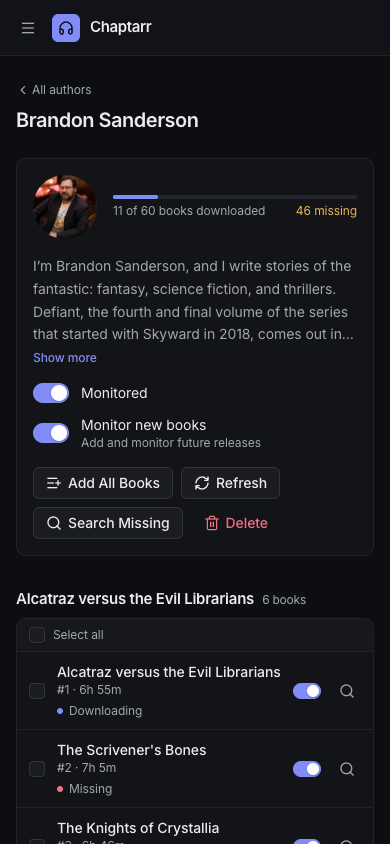 Chaptarr
All authors
Brandon Sanderson
11 of 60 books downloaded
46 missing
I'm Brandon Sanderson, and I write stories of the
fantastic: fantasy, science fiction, and thrillers.
Defiant, the fourth and final volume of the series
that started with Skyward in 2018, comes out in...
Show more
Monitored
Monitor new books
Add and monitor future releases
Add All Books
Refresh
Search Missing
Delete
Alcatraz versus the Evil Librarians 6 books
Select all
Alcatraz versus the Evil Librarians
#1 · 6h 55m
Downloading
The Scrivener's Bones
#2 · 7h 5m
Missing
The Knights of Crystallia